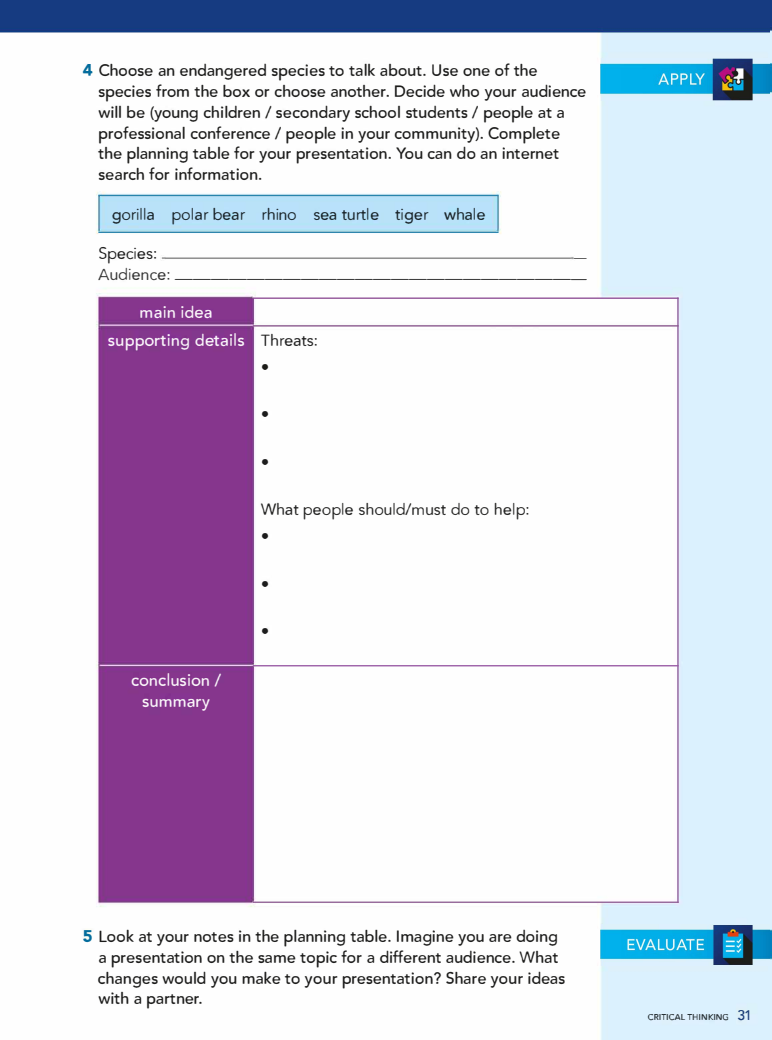 4 Choose an endangered species to talk about. Use one of the
species from the box or choose another. Decide who your audience
will be (young children / secondary school students / people at a
professional conference / people in your community). Complete
the planning table for your presentation. You can do an internet
search for information.
APPLY
gorilla polar bear rhino sea turtle tiger whale
Species:
Audience:
main idea
supporting details
Threats:
•
•
•
What people should/must do to help:
•
•
•
conclusion /
summary
5 Look at your notes in the planning table. Imagine you are doing
a presentation on the same topic for a different audience. What
changes would you make to your presentation? Share your ideas
with a partner.
EVALUATE
CRITICAL THINKING 31